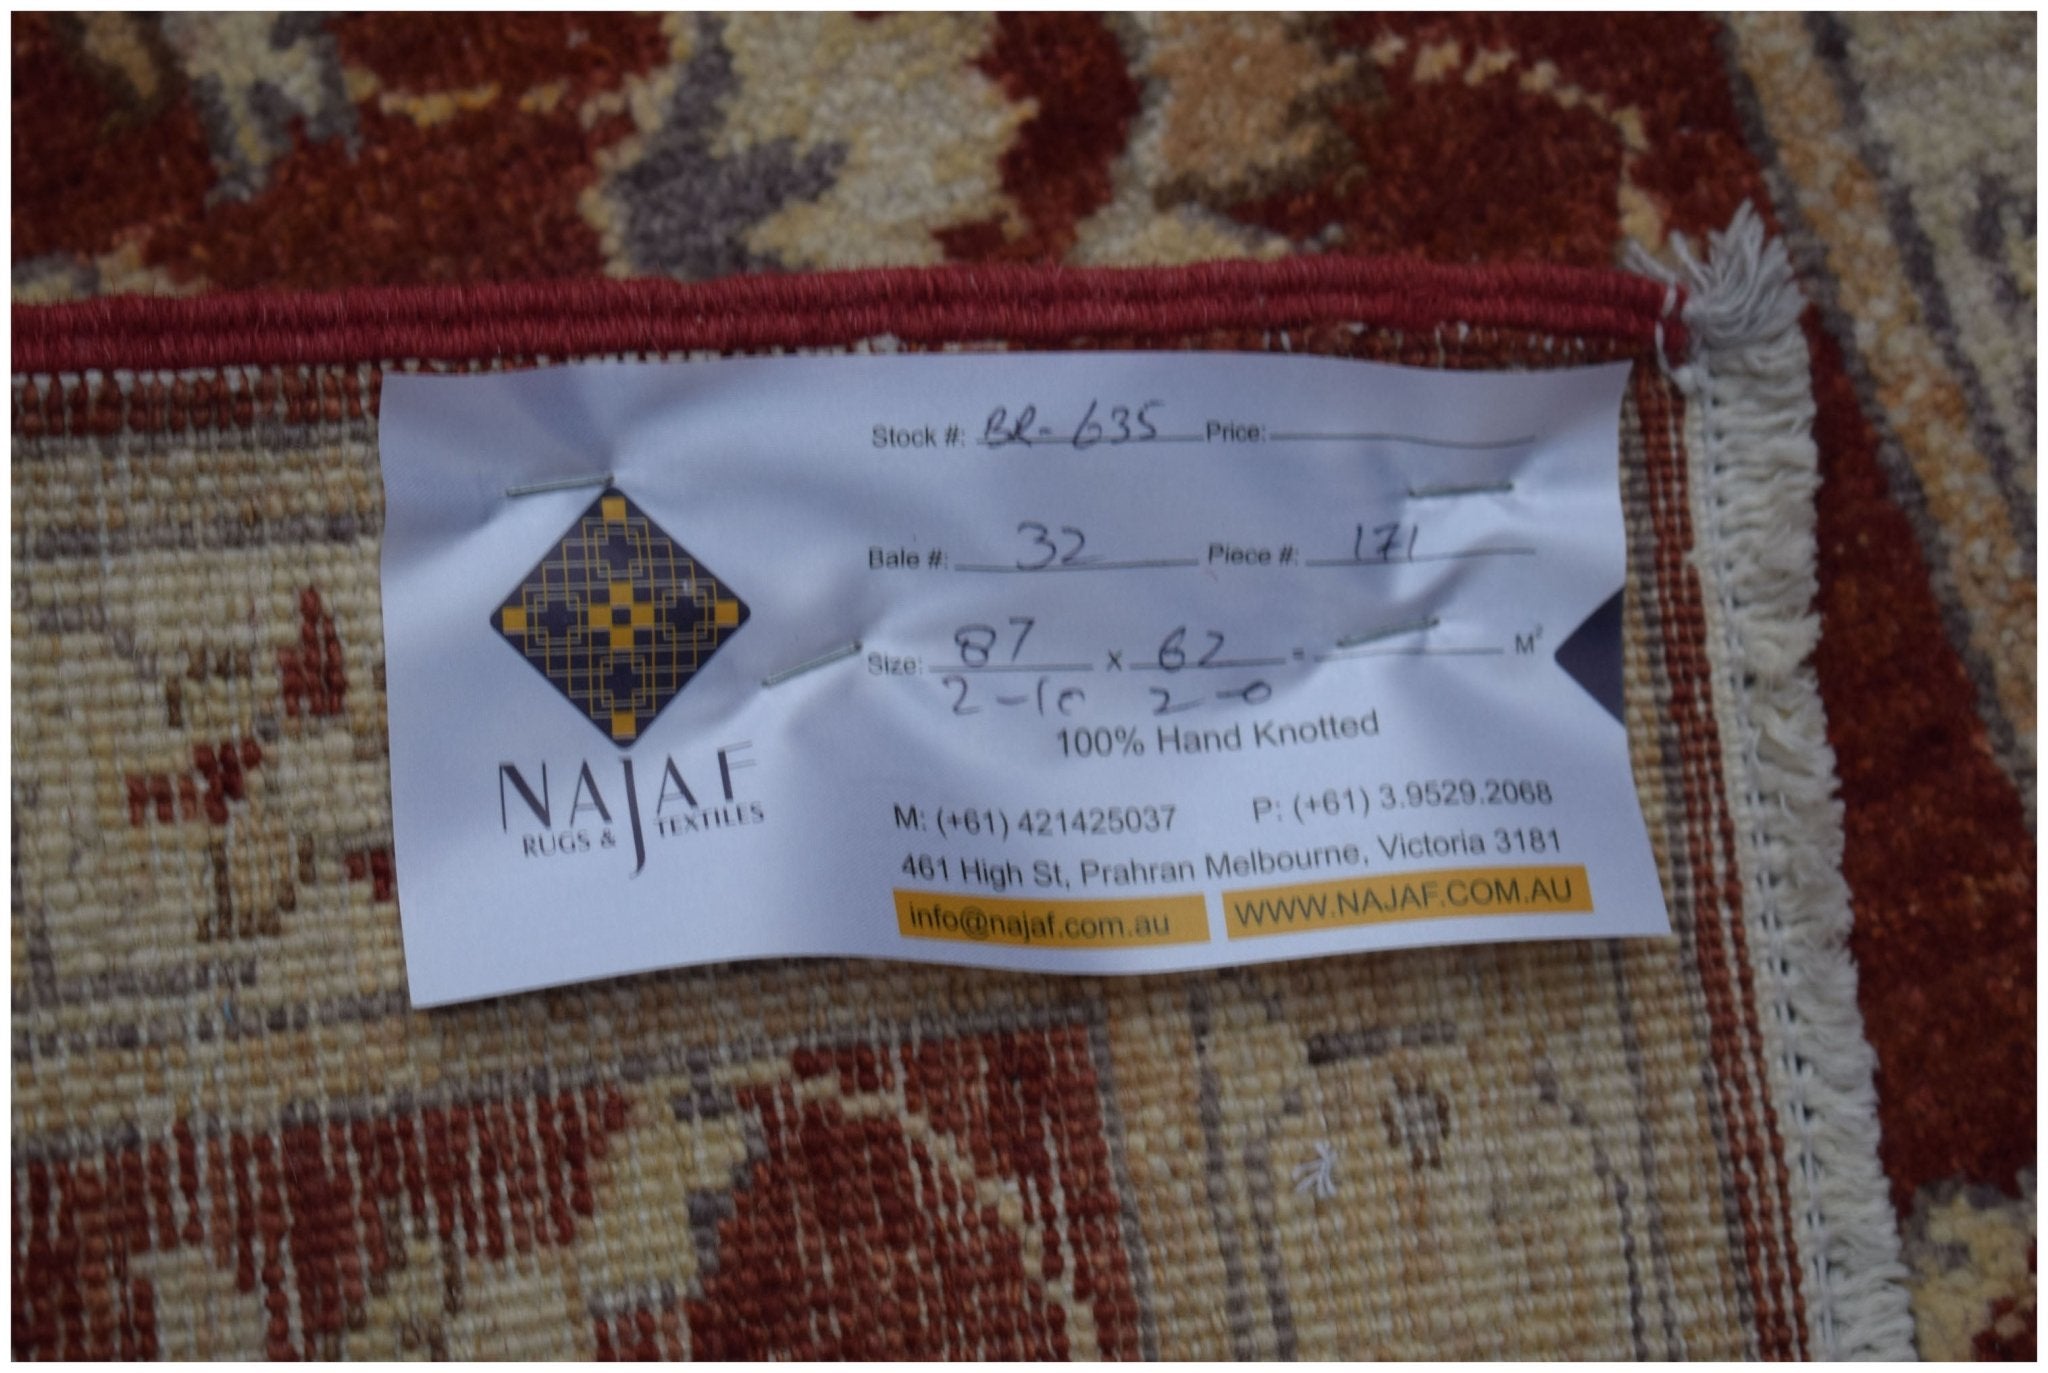 Stock #: BR-635 Price:
Bale #: 32 Piece #: 171
Size: 87 x 62 = M²
2-10 2-0
100% Hand Knotted
NAJAF
RUGS & TEXTILES
M: (+61) 421425037 P: (+61) 3.9529.2068
461 High St, Prahran Melbourne, Victoria 3181
info@najaf.com.au WWW.NAJAF.COM.AU